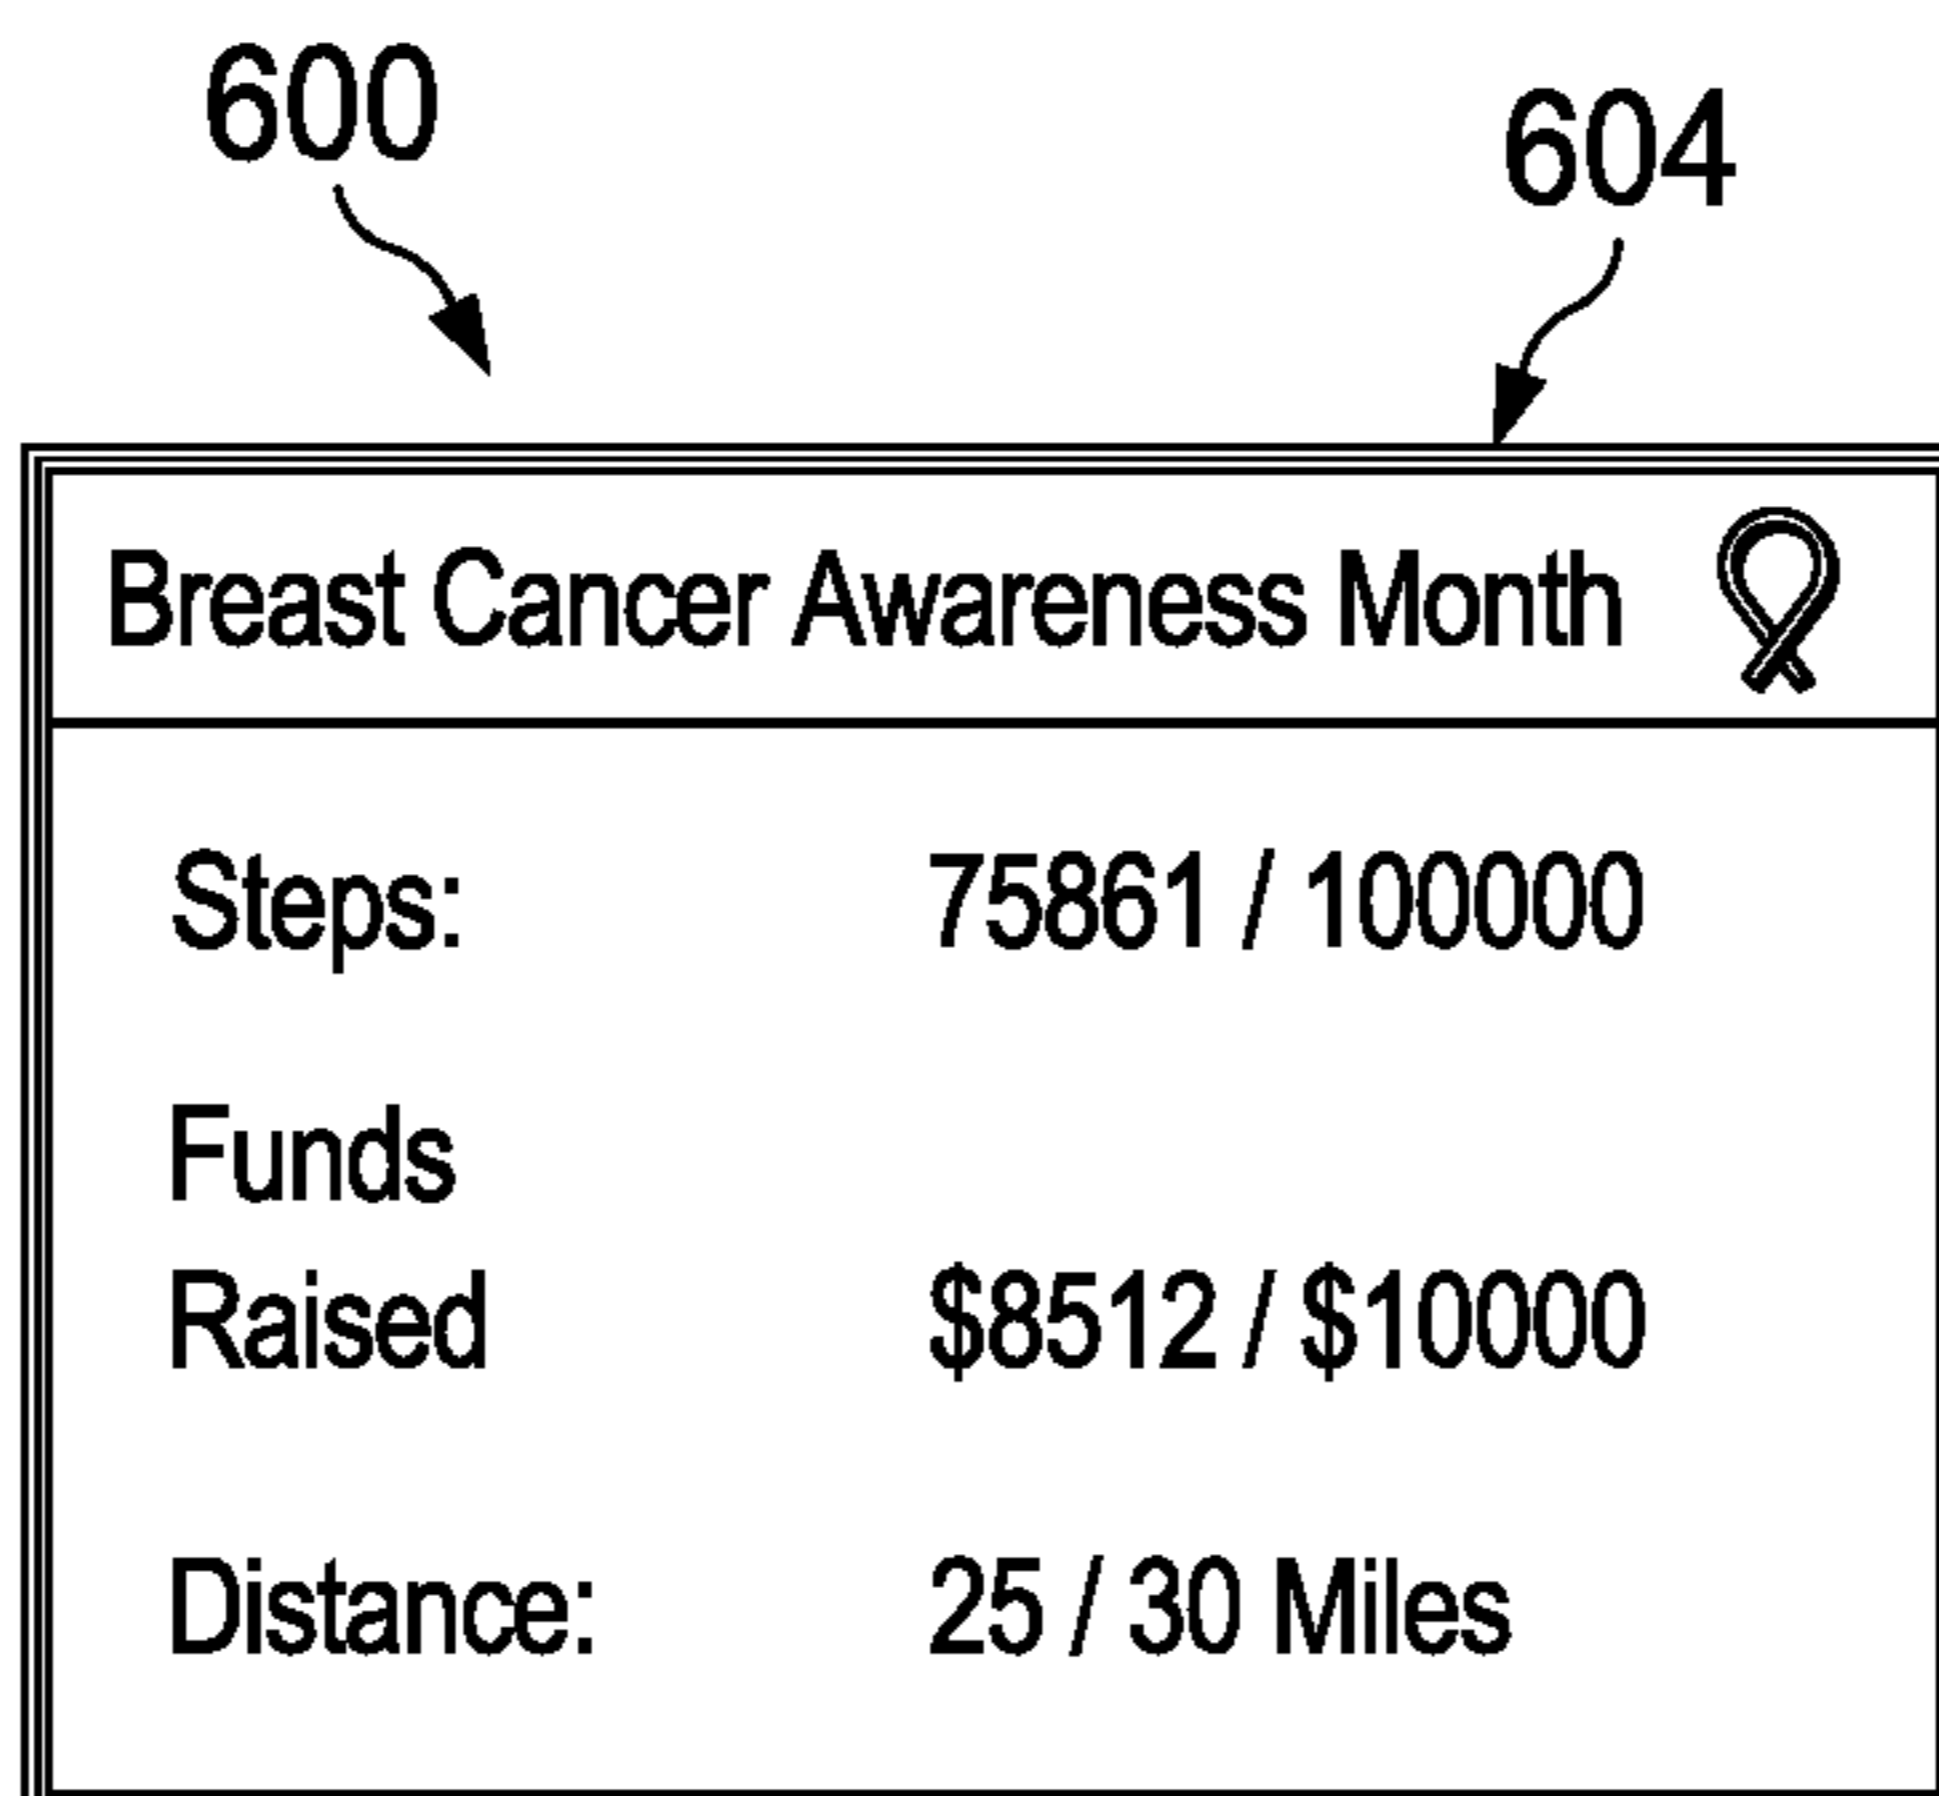 600
604
Breast Cancer Awareness Month
Steps: 75861 / 100000
Funds
Raised $8512 / $10000
Distance: 25 / 30 Miles